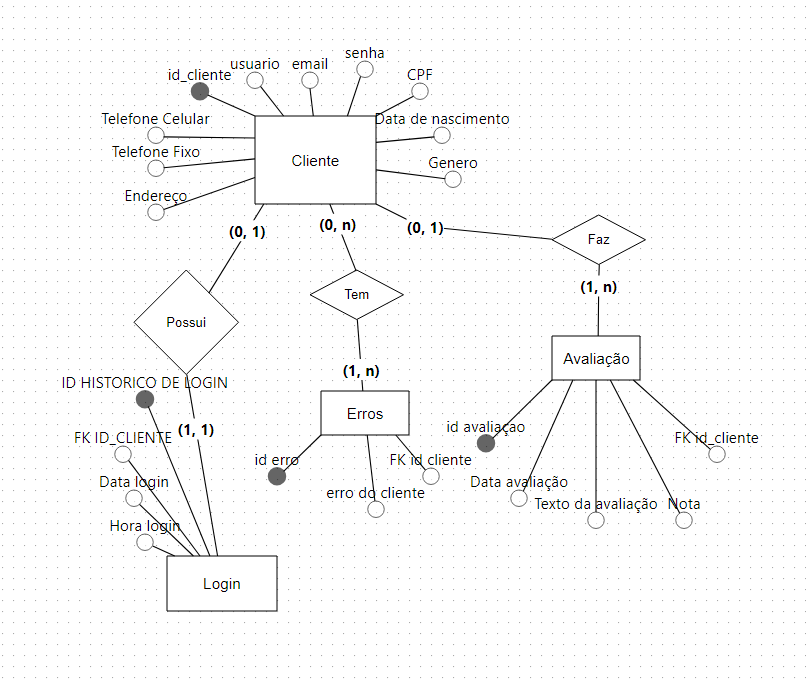 senha
usuario
email
id_cliente
CPF
Telefone Celular
Data de nascimento
Telefone Fixo
Cliente
Genero
Endereço
(0, 1)
(0, n)
(0, 1)
Faz
Tem
(1, n)
Possui
Avaliação
(1, n)
ID HISTORICO DE LOGIN
Erros
(1, 1)
id avaliaçao
FK ID_CLIENTE
FK id_cliente
id erro
FK id cliente
Data login
Data avaliação
erro do cliente
Texto da avaliação
Nota
Hora login
Login